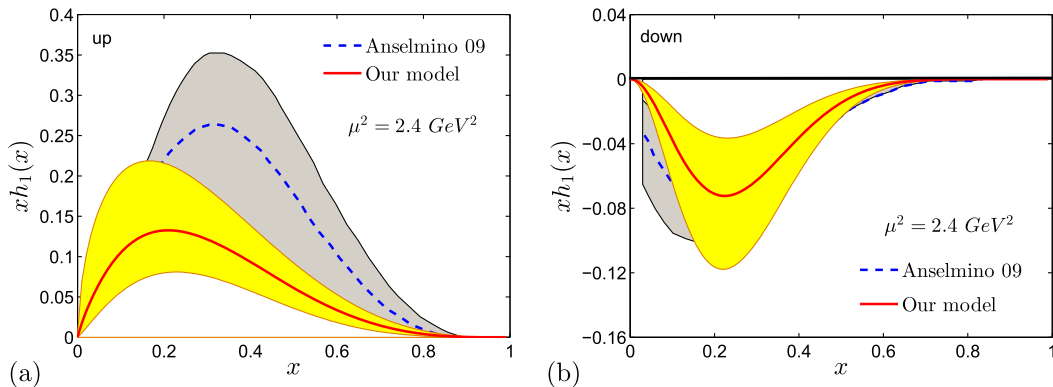 0.4
0.35
0.3
0.25
0.2
0.15
0.1
0.05
0
xh₁(x)
up
Anselmino 09
Our model
μ² = 2.4 GeV²
0
0.2
0.4
0.6
0.8
1
x
(a)
0.04
0
−0.04
−0.08
−0.12
−0.16
xh₁(x)
down
μ² = 2.4 GeV²
Anselmino 09
Our model
0
0.2
0.4
0.6
0.8
1
x
(b)